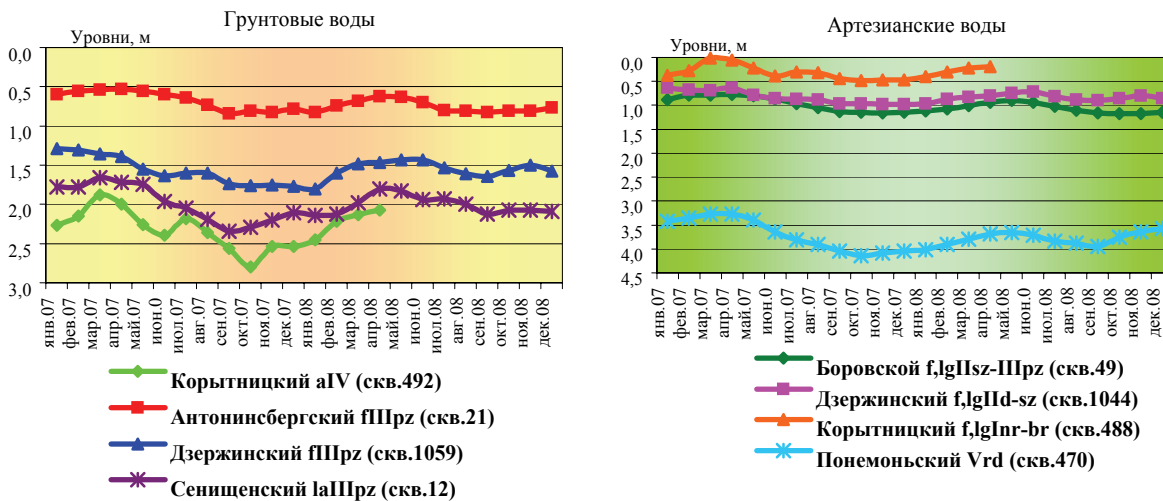 Грунтовые воды
Уровни, м
0,0
0,5
1,0
1,5
2,0
2,5
3,0
янв.07
фев.07
мар.07
апр.07
май.07
июн.0
июл.07
авг.07
сен.07
окт.07
ноя.07
дек.07
янв.08
фев.08
мар.08
апр.08
май.08
июн.08
июл.08
авг.08
сен.08
окт.08
ноя.08
дек.08
Корытницкий aIV (скв.492)
Антонинсбергский fIIIpz (скв.21)
Дзержинский fIIIpz (скв.1059)
Сенищенский laIIIpz (скв.12)
Артезианские воды
Уровни, м
0,0
0,5
1,0
1,5
2,0
2,5
3,0
3,5
4,0
4,5
янв.07
фев.07
мар.07
апр.07
май.07
июн.0
июл.07
авг.07
сен.07
окт.07
ноя.07
дек.07
янв.08
фев.08
мар.08
апр.08
май.08
июн.08
июл.08
авг.08
сен.08
окт.08
ноя.08
дек.08
Боровской f,lgIIsz-IIIpz (скв.49)
Дзержинский f,lgIId-sz (скв.1044)
Корытницкий f,lgInr-br (скв.488)
Понемоньский Vrd (скв.470)